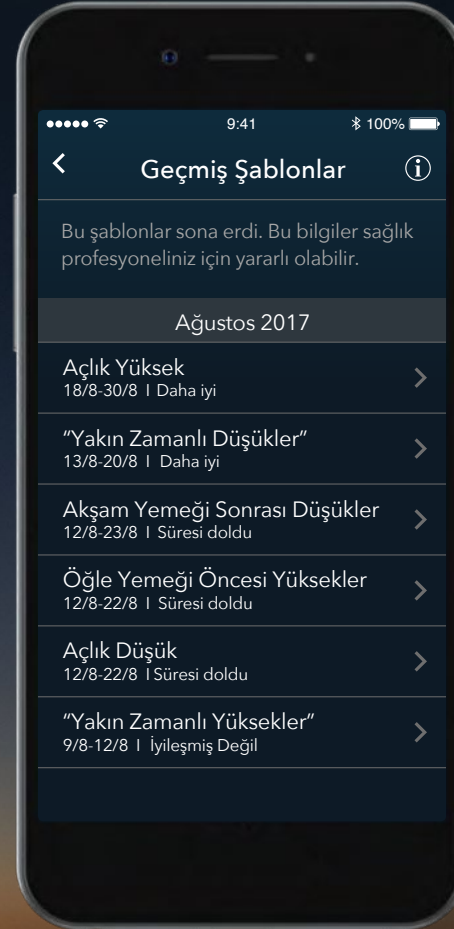 9:41
100%
Geçmiş Şablonlar
Bu şablonlar sona erdi. Bu bilgiler sağlık
profesyoneliniz için yararlı olabilir.
Ağustos 2017
Açlık Yüksek
18/8-30/8 I Daha iyi
“Yakın Zamanlı Düşükler”
13/8-20/8 I Daha iyi
Akşam Yemeği Sonrası Düşükler
12/8-23/8 I Süresi doldu
Öğle Yemeği Öncesi Yüksekler
12/8-22/8 I Süresi doldu
Açlık Düşük
12/8-22/8 I Süresi doldu
“Yakın Zamanlı Yüksekler”
9/8-12/8 I İyileşmiş Değil